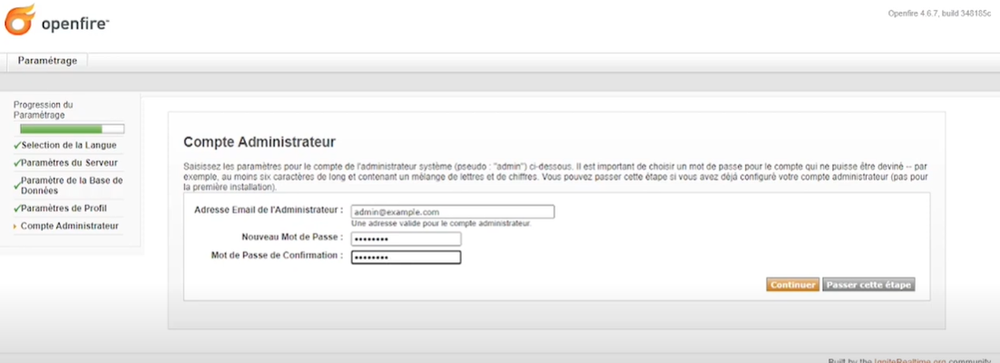 openfire™
Openfire 4.6.7, build 348185c
Paramétrage
Progression du
Paramétrage
Selection de la Langue
Paramètres du Serveur
Paramètre de la Base de
Données
Paramètres de Profil
Compte Administrateur
Compte Administrateur
Saisissez les paramètres pour le compte de l'administrateur système (pseudo : "admin") ci-dessous. Il est important de choisir un mot de passe pour le compte qui ne puisse être deviné -- par
exemple, au moins six caractères de long et contenant un mélange de lettres et de chiffres. Vous pouvez passer cette étape si vous avez déjà configuré votre compte administrateur (pas pour
la première installation).
Adresse Email de l'Administrateur : admin@example.com
Une adresse valide pour le compte administrateur.
Nouveau Mot de Passe : ••••••••
Mot de Passe de Confirmation : ••••••••
Continuer Passer cette étape
Built by the IgniteRealtime.org community